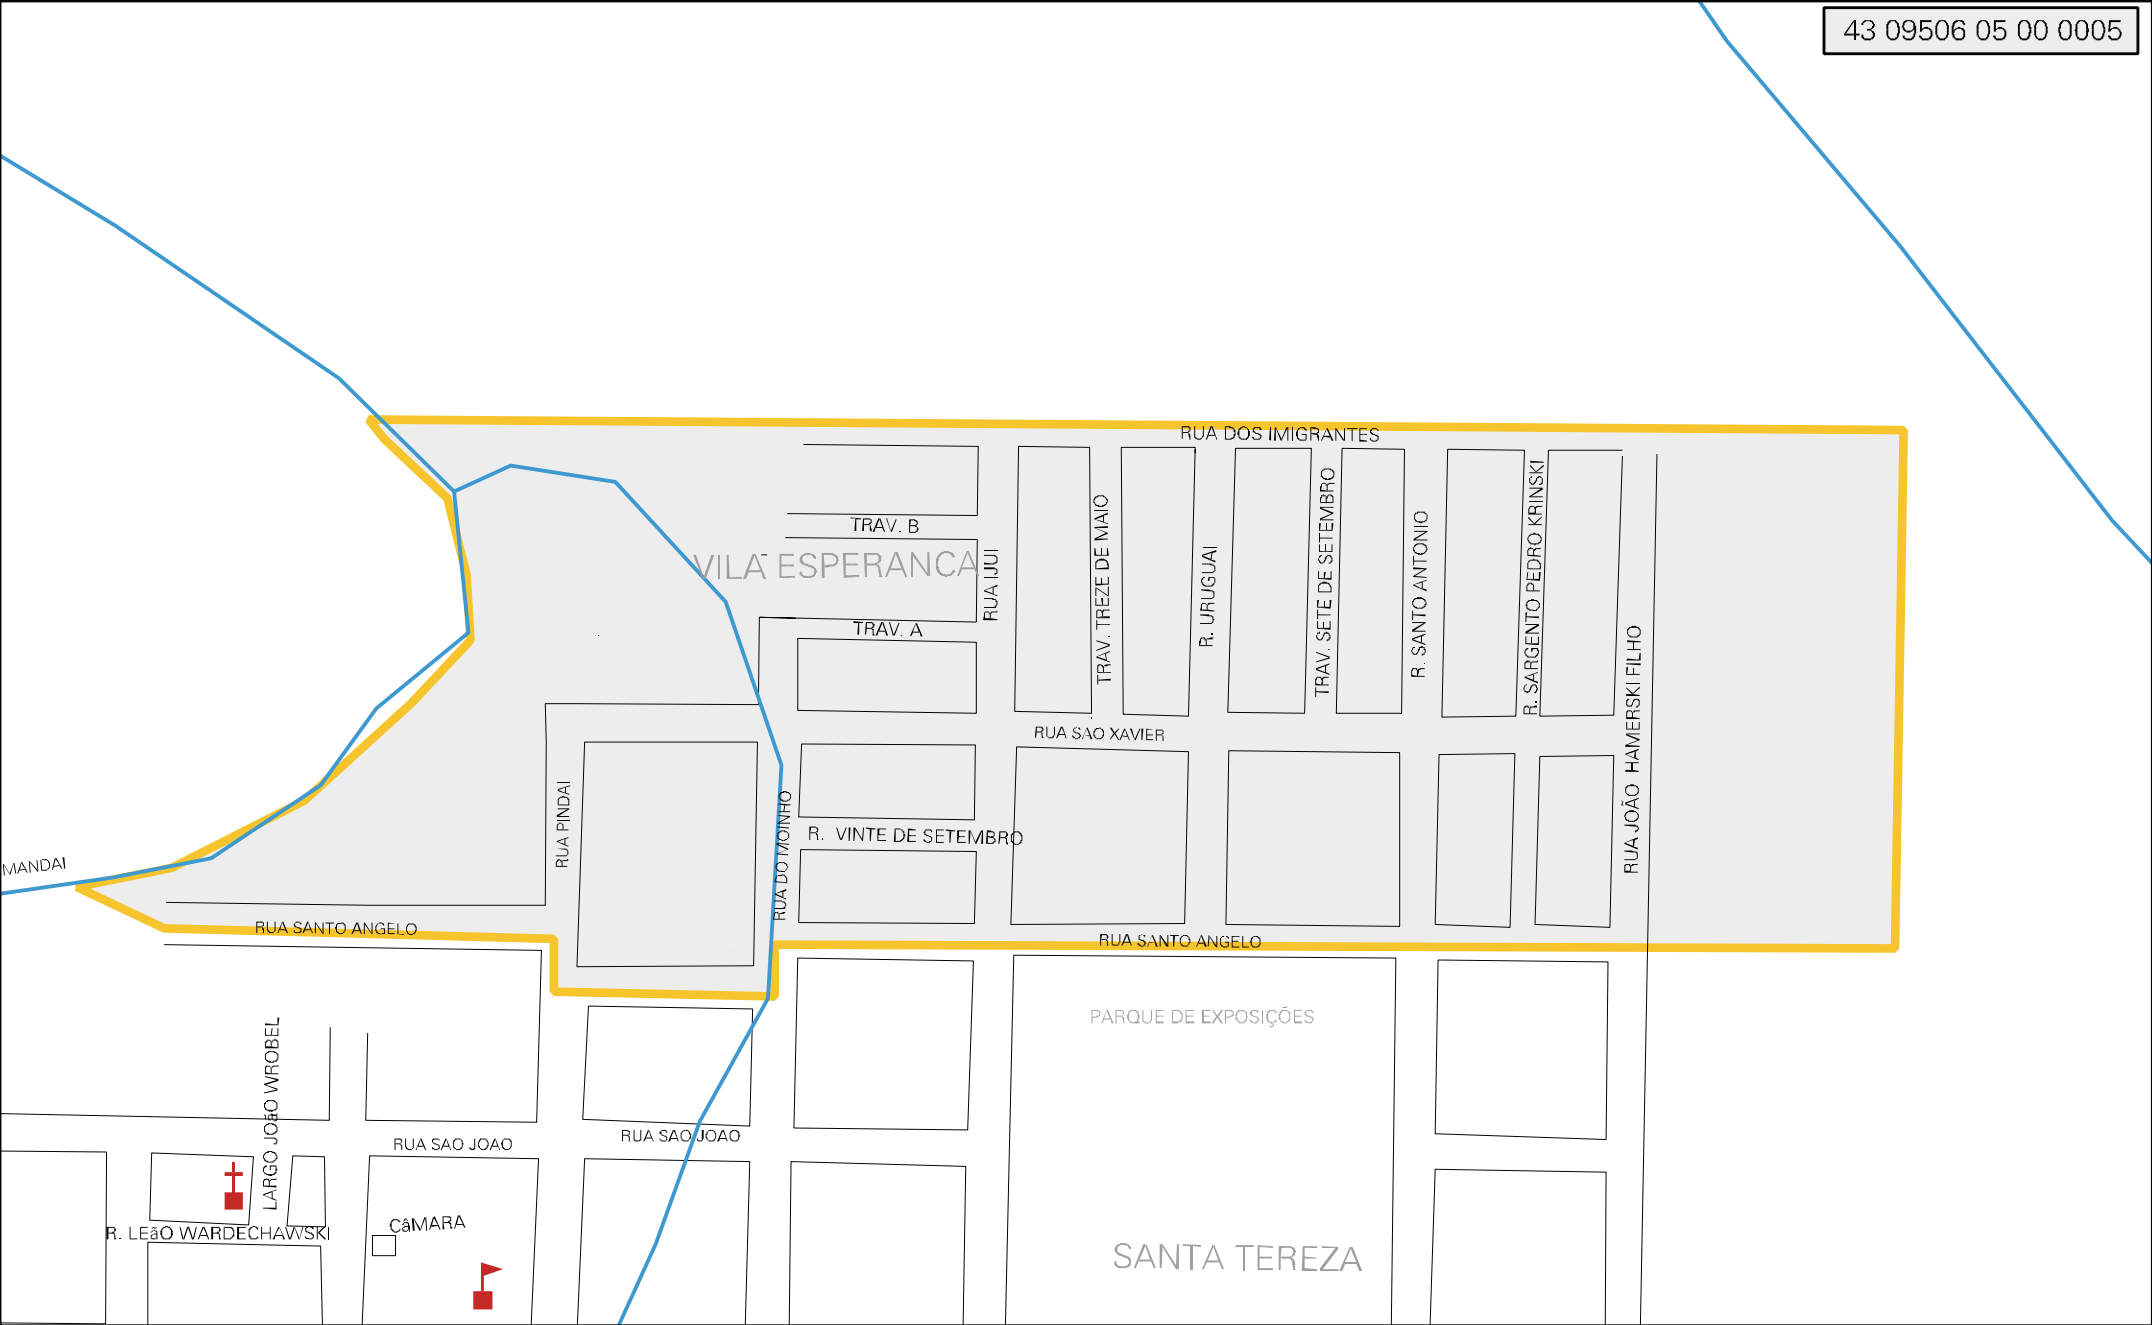 43 09506 05 00 0005
RUA DOS IMIGRANTES
TRAV. B
VILA ESPERANCA
RUA IJUI
TRAV. TREZE DE MAIO
R. URUGUAI
TRAV. SETE DE SETEMBRO
R. SANTO ANTONIO
R. SARGENTO PEDRO KRINSKI
RUA JOÃO HAMERSKI FILHO
TRAV. A
RUA SAO XAVIER
RUA PINDAI
RUA DO MOINHO
R. VINTE DE SETEMBRO
MANDAI
RUA SANTO ANGELO
RUA SANTO ANGELO
PARQUE DE EXPOSIÇÕES
LARGO JOãO WROBEL
RUA SAO JOAO
RUA SAO JOAO
R. LEãO WARDECHAWSKI
CâMARA
SANTA TEREZA